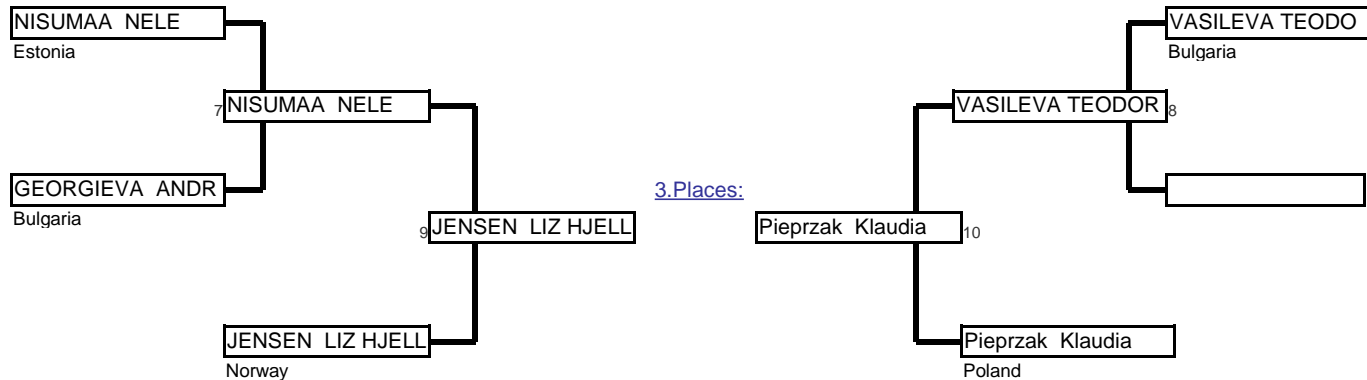 NISUMAA NELE
Estonia
VASILEVA TEODO
Bulgaria
7 NISUMAA NELE
VASILEVA TEODOR 8
GEORGIEVA ANDR
Bulgaria
3.Places:
9 JENSEN LIZ HJELL
Pieprzak Klaudia 10
JENSEN LIZ HJELL
Norway
Pieprzak Klaudia
Poland